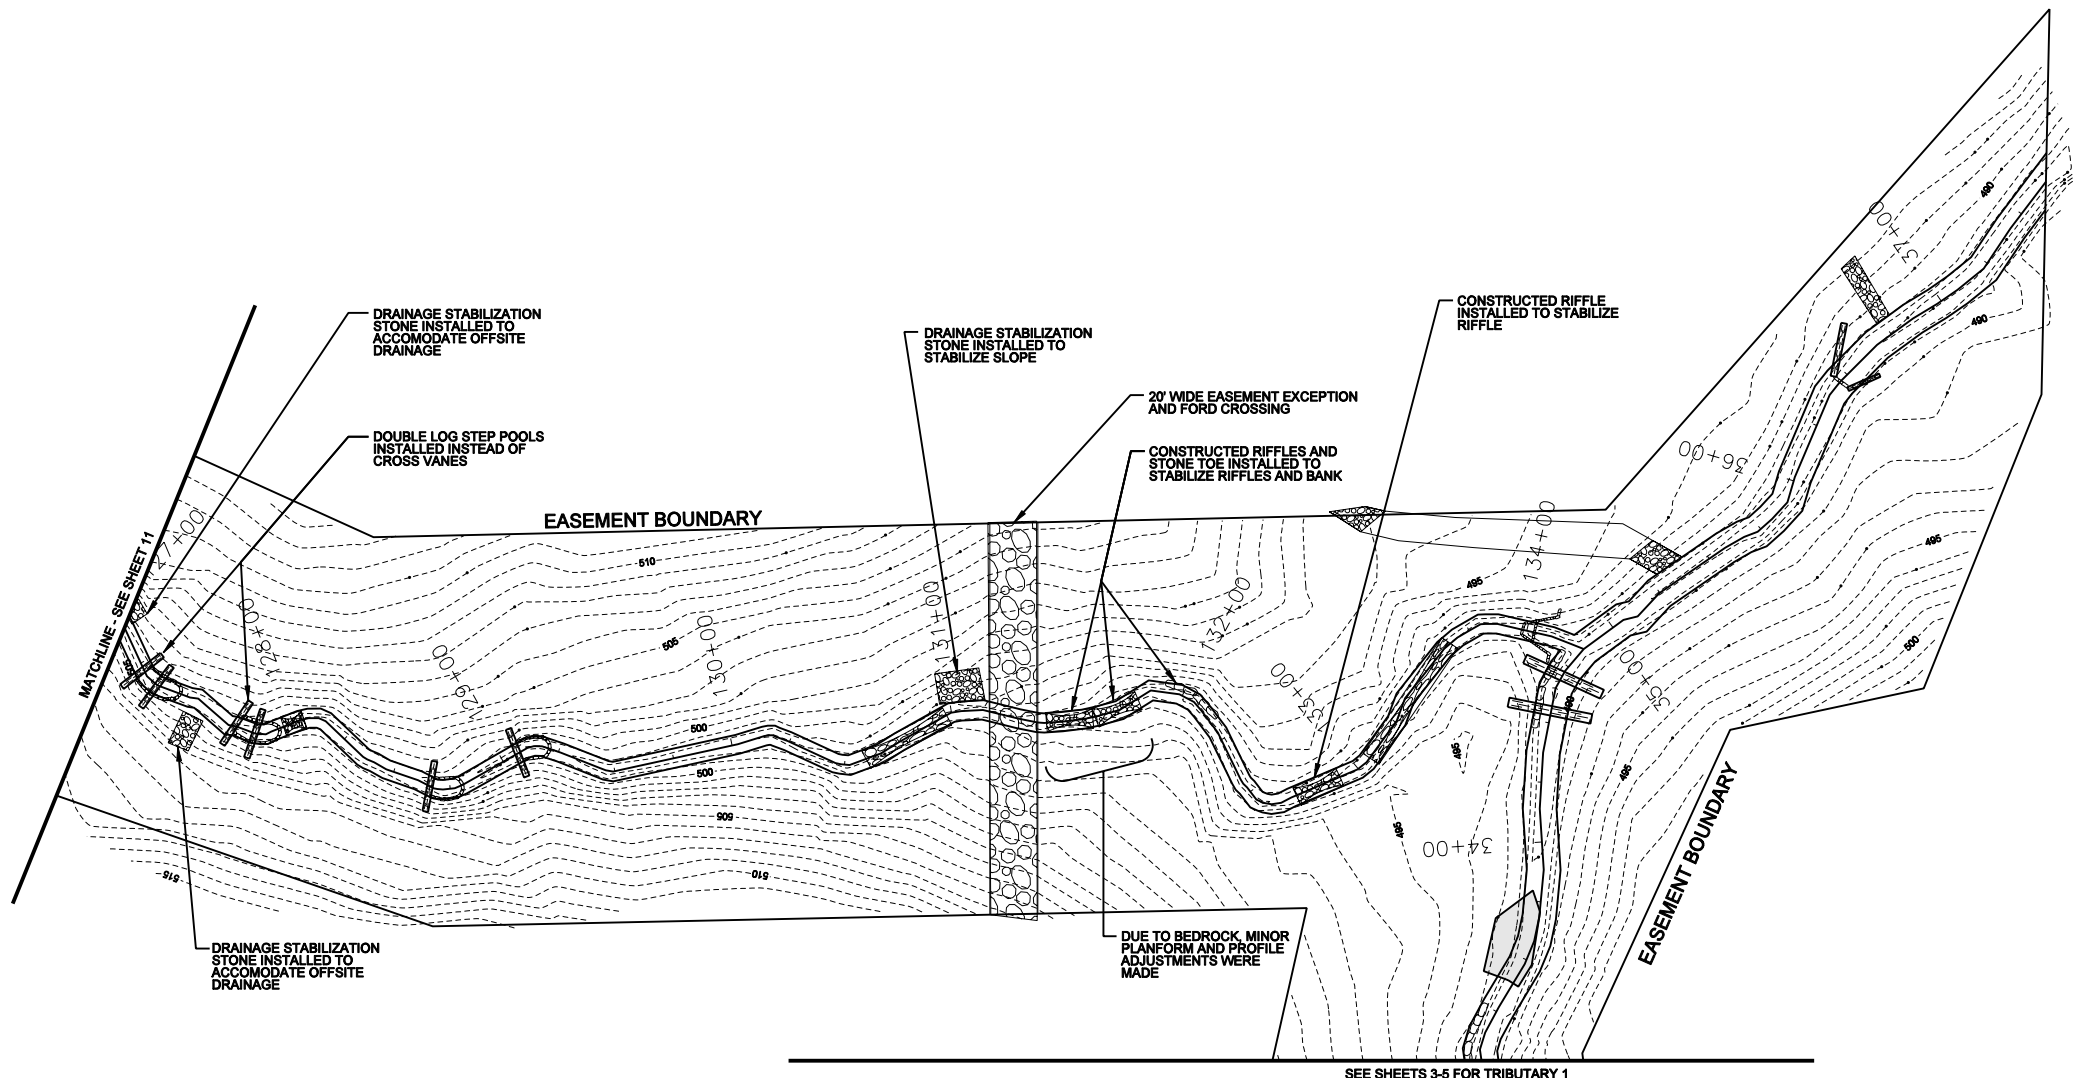 DRAINAGE STABILIZATION
STONE INSTALLED TO
ACCOMODATE OFFSITE
DRAINAGE
DOUBLE LOG STEP POOLS
INSTALLED INSTEAD OF
CROSS VANES
DRAINAGE STABILIZATION
STONE INSTALLED TO
STABILIZE SLOPE
20' WIDE EASEMENT EXCEPTION
AND FORD CROSSING
CONSTRUCTED RIFFLES AND
STONE TOE INSTALLED TO
STABILIZE RIFFLES AND BANK
CONSTRUCTED RIFFLE
INSTALLED TO STABILIZE
RIFFLE
EASEMENT BOUNDARY
MATCHLINE - SEE SHEET 11
27+00
128+00
129+00
130+00
131+00
132+00
133+00
134+00
34+00
35+00
36+00
37+00
510
505
500
500
505
510
515
495
495
495
495
495
500
490
490
DRAINAGE STABILIZATION
STONE INSTALLED TO
ACCOMODATE OFFSITE
DRAINAGE
DUE TO BEDROCK, MINOR
PLANFORM AND PROFILE
ADJUSTMENTS WERE
MADE
EASEMENT BOUNDARY
SEE SHEETS 3-5 FOR TRIBUTARY 1